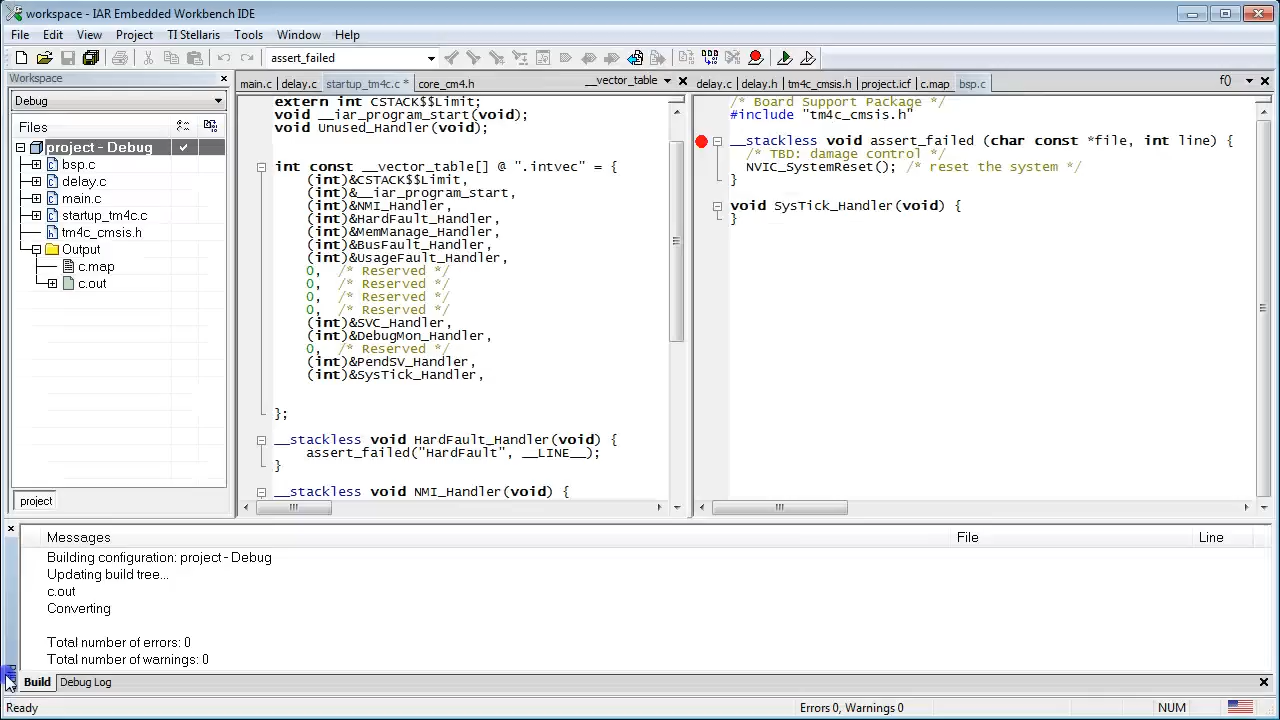 workspace - IAR Embedded Workbench IDE
File Edit View Project TI Stellaris Tools Window Help
assert_failed
Workspace
Debug
Files
project - Debug
bsp.c
delay.c
main.c
startup_tm4c.c
tm4c_cmsis.h
Output
c.map
c.out
project
main.c delay.c startup_tm4c.c * core_cm4.h __vector_table
extern int CSTACK$$Limit;
void __iar_program_start(void);
void Unused_Handler(void);
int const __vector_table[] @ ".intvec" = {
(int)&CSTACK$$Limit,
(int)&__iar_program_start,
(int)&NMI_Handler,
(int)&HardFault_Handler,
(int)&MemManage_Handler,
(int)&BusFault_Handler,
(int)&UsageFault_Handler,
0, /* Reserved */
0, /* Reserved */
0, /* Reserved */
0, /* Reserved */
(int)&SVC_Handler,
(int)&DebugMon_Handler,
0, /* Reserved */
(int)&PendSV_Handler,
(int)&SysTick_Handler,
};
__stackless void HardFault_Handler(void) {
assert_failed("HardFault", __LINE__);
}
__stackless void NMI_Handler(void) {
delay.c delay.h tm4c_cmsis.h project.icf c.map bsp.c f()
/* Board Support Package */
#include "tm4c_cmsis.h"
__stackless void assert_failed (char const *file, int line) {
/* TBD: damage control */
NVIC_SystemReset(); /* reset the system */
}
void SysTick_Handler(void) {
}
Messages File Line
Building configuration: project - Debug
Updating build tree...
c.out
Converting
Total number of errors: 0
Total number of warnings: 0
Build Debug Log
Ready Errors 0, Warnings 0 NUM